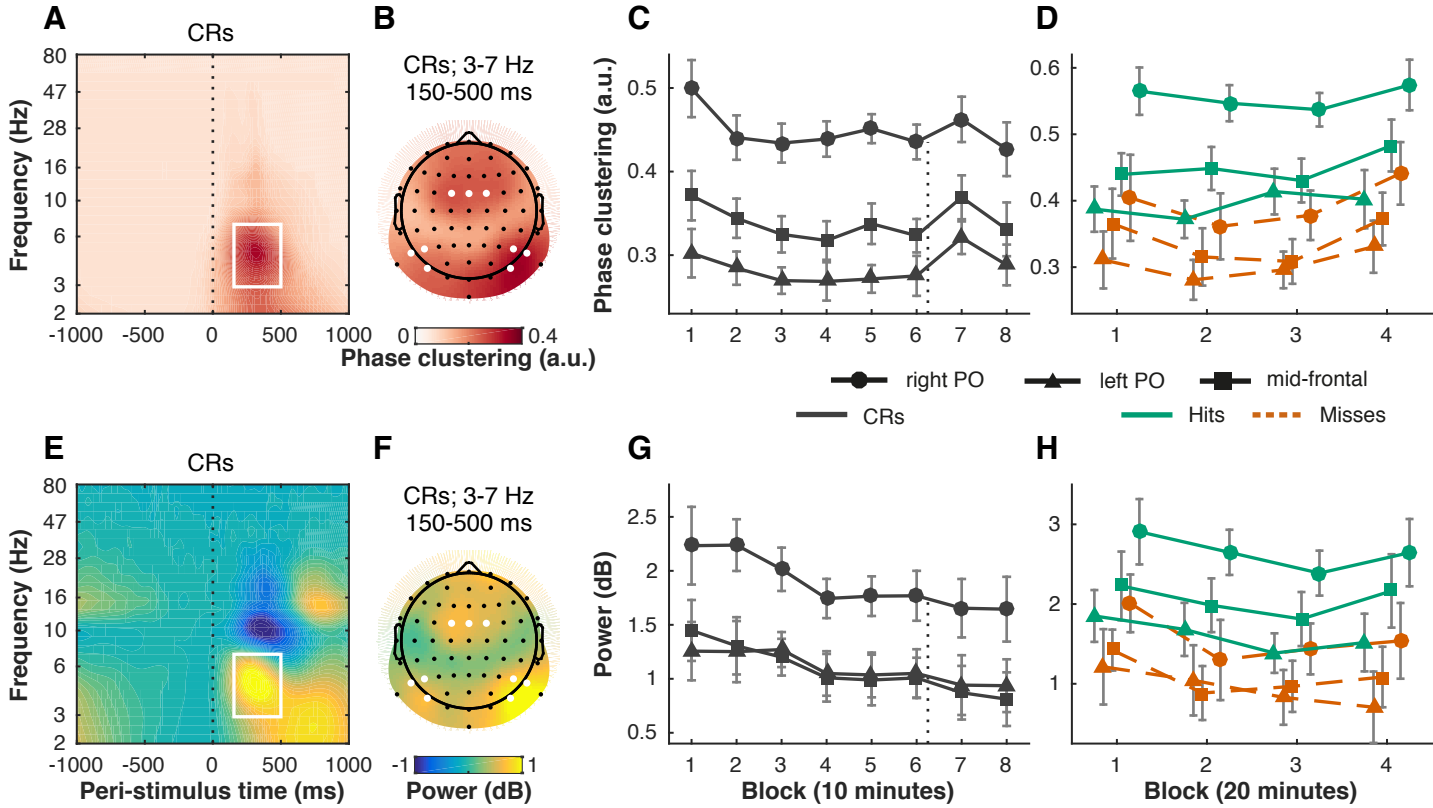 A
CRs
80
47
28
16
10
6
3
2
Frequency (Hz)
-1000
-500
0
500
1000
B
CRs; 3-7 Hz
150-500 ms
0
0.4
Phase clustering (a.u.)
C
Phase clustering (a.u.)
0.5
0.4
0.3
1
2
3
4
5
6
7
8
D
0.6
0.5
0.4
0.3
1
2
3
4
right PO
left PO
mid-frontal
CRs
Hits
Misses
E
CRs
80
47
28
16
10
6
3
2
Frequency (Hz)
-1000
-500
0
500
1000
Peri-stimulus time (ms)
F
CRs; 3-7 Hz
150-500 ms
-1
1
Power (dB)
G
Power (dB)
2.5
2
1.5
1
0.5
1
2
3
4
5
6
7
8
Block (10 minutes)
H
3
2
1
1
2
3
4
Block (20 minutes)